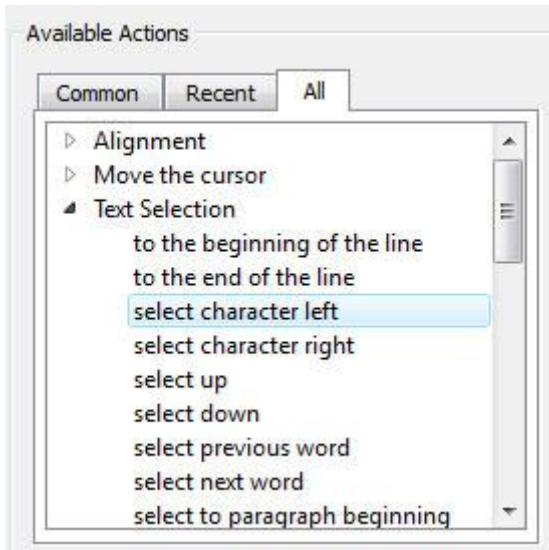 Available Actions
Common Recent All
Alignment
Move the cursor
Text Selection
to the beginning of the line
to the end of the line
select character left
select character right
select up
select down
select previous word
select next word
select to paragraph beginning